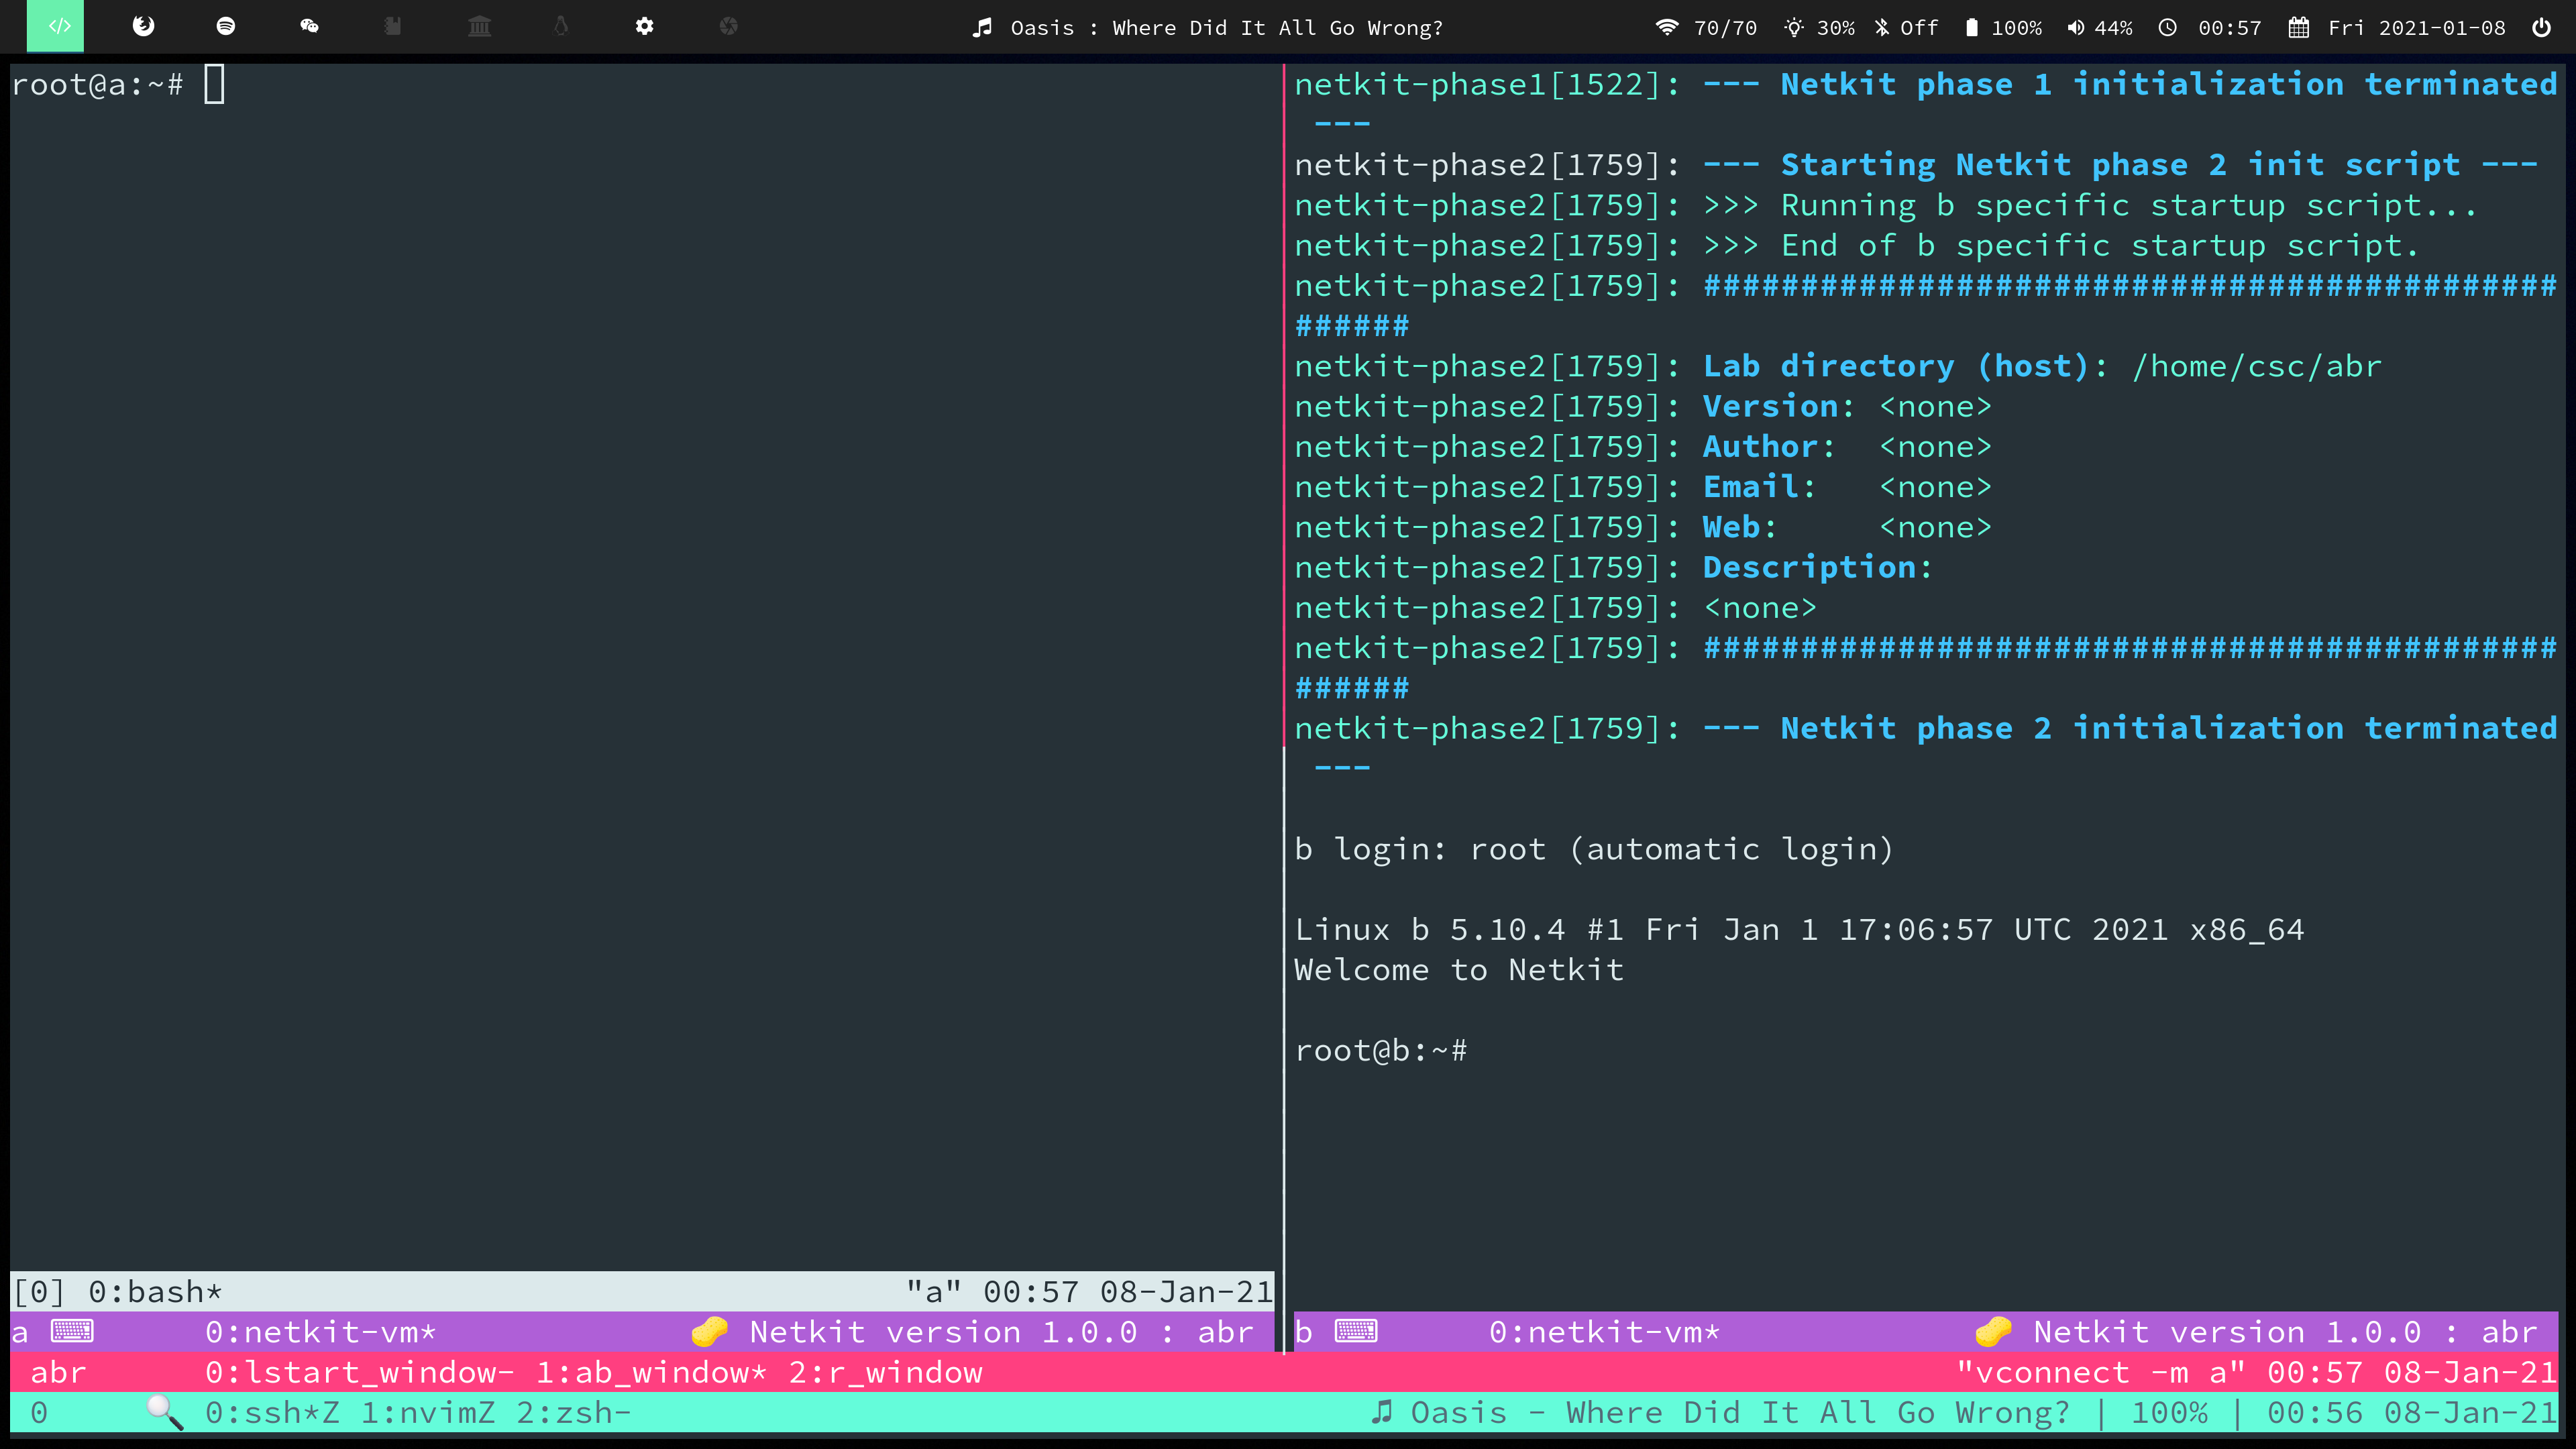 </> Oasis : Where Did It All Go Wrong? 70/70 30% Off 100% 44% 00:57 Fri 2021-01-08
root@a:~#
[0] 0:bash* "a" 00:57 08-Jan-21
a 0:netkit-vm* Netkit version 1.0.0 : abr
netkit-phase1[1522]: --- Netkit phase 1 initialization terminated
---
netkit-phase2[1759]: --- Starting Netkit phase 2 init script ---
netkit-phase2[1759]: >>> Running b specific startup script...
netkit-phase2[1759]: >>> End of b specific startup script.
netkit-phase2[1759]: ############################################
######
netkit-phase2[1759]: Lab directory (host): /home/csc/abr
netkit-phase2[1759]: Version: <none>
netkit-phase2[1759]: Author:  <none>
netkit-phase2[1759]: Email:   <none>
netkit-phase2[1759]: Web:     <none>
netkit-phase2[1759]: Description:
netkit-phase2[1759]: <none>
netkit-phase2[1759]: ############################################
######
netkit-phase2[1759]: --- Netkit phase 2 initialization terminated
---
b login: root (automatic login)
Linux b 5.10.4 #1 Fri Jan 1 17:06:57 UTC 2021 x86_64
Welcome to Netkit
root@b:~#
b 0:netkit-vm* Netkit version 1.0.0 : abr
abr 0:lstart_window- 1:ab_window* 2:r_window "vconnect -m a" 00:57 08-Jan-21
0 0:ssh*Z 1:nvimZ 2:zsh- Oasis - Where Did It All Go Wrong? | 100% | 00:56 08-Jan-21